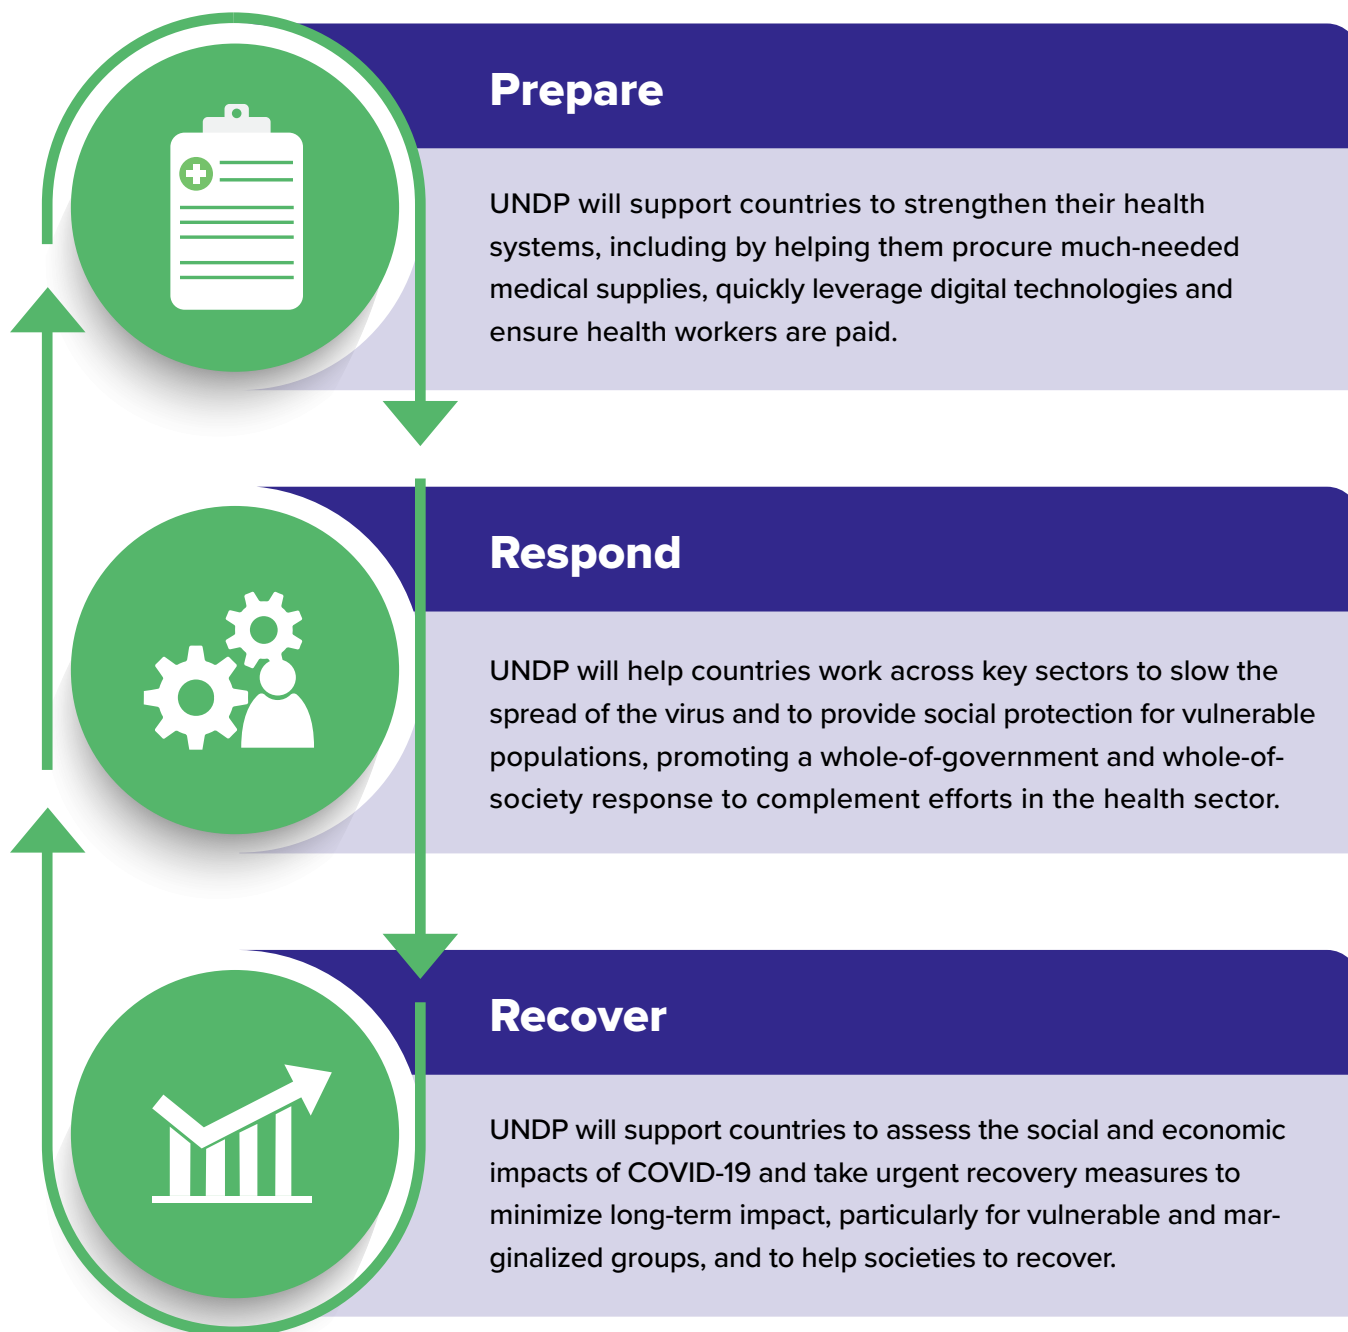 Prepare
UNDP will support countries to strengthen their health
systems, including by helping them procure much-needed
medical supplies, quickly leverage digital technologies and
ensure health workers are paid.
Respond
UNDP will help countries work across key sectors to slow the
spread of the virus and to provide social protection for vulnerable
populations, promoting a whole-of-government and whole-of-
society response to complement efforts in the health sector.
Recover
UNDP will support countries to assess the social and economic
impacts of COVID-19 and take urgent recovery measures to
minimize long-term impact, particularly for vulnerable and mar-
ginalized groups, and to help societies to recover.